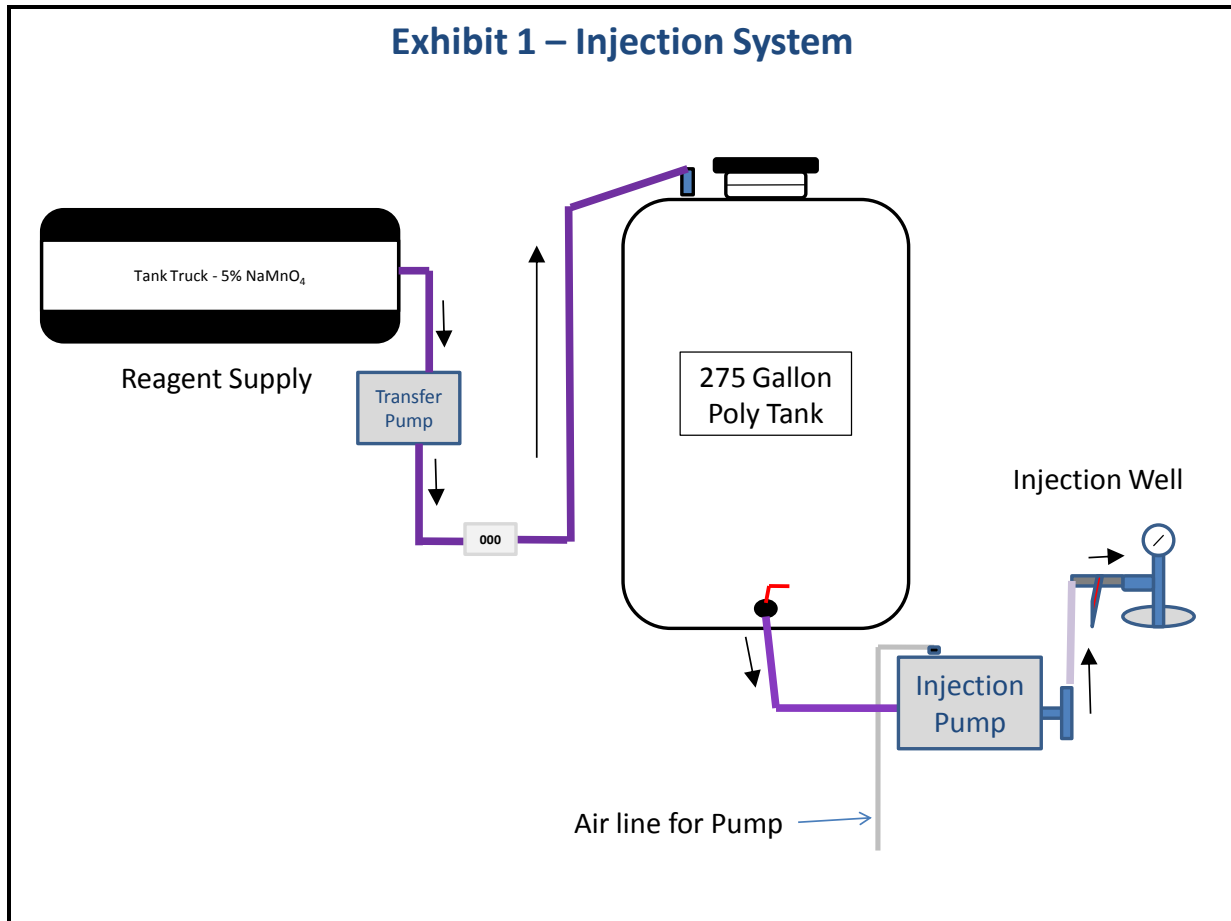 Exhibit 1 – Injection System
Tank Truck - 5% NaMnO₄
Reagent Supply
Transfer
Pump
000
275 Gallon
Poly Tank
Injection Well
Injection
Pump
Air line for Pump